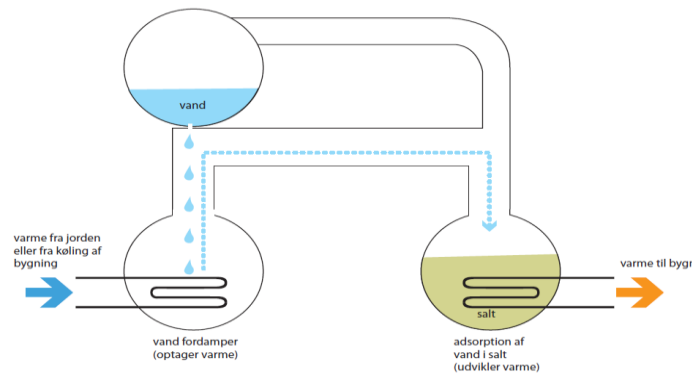 vand
varme fra jorden
eller fra køling af
bygning
varme til bygn
salt
vand fordamper
(optager varme)
adsorption af
vand i salt
(udvikler varme)